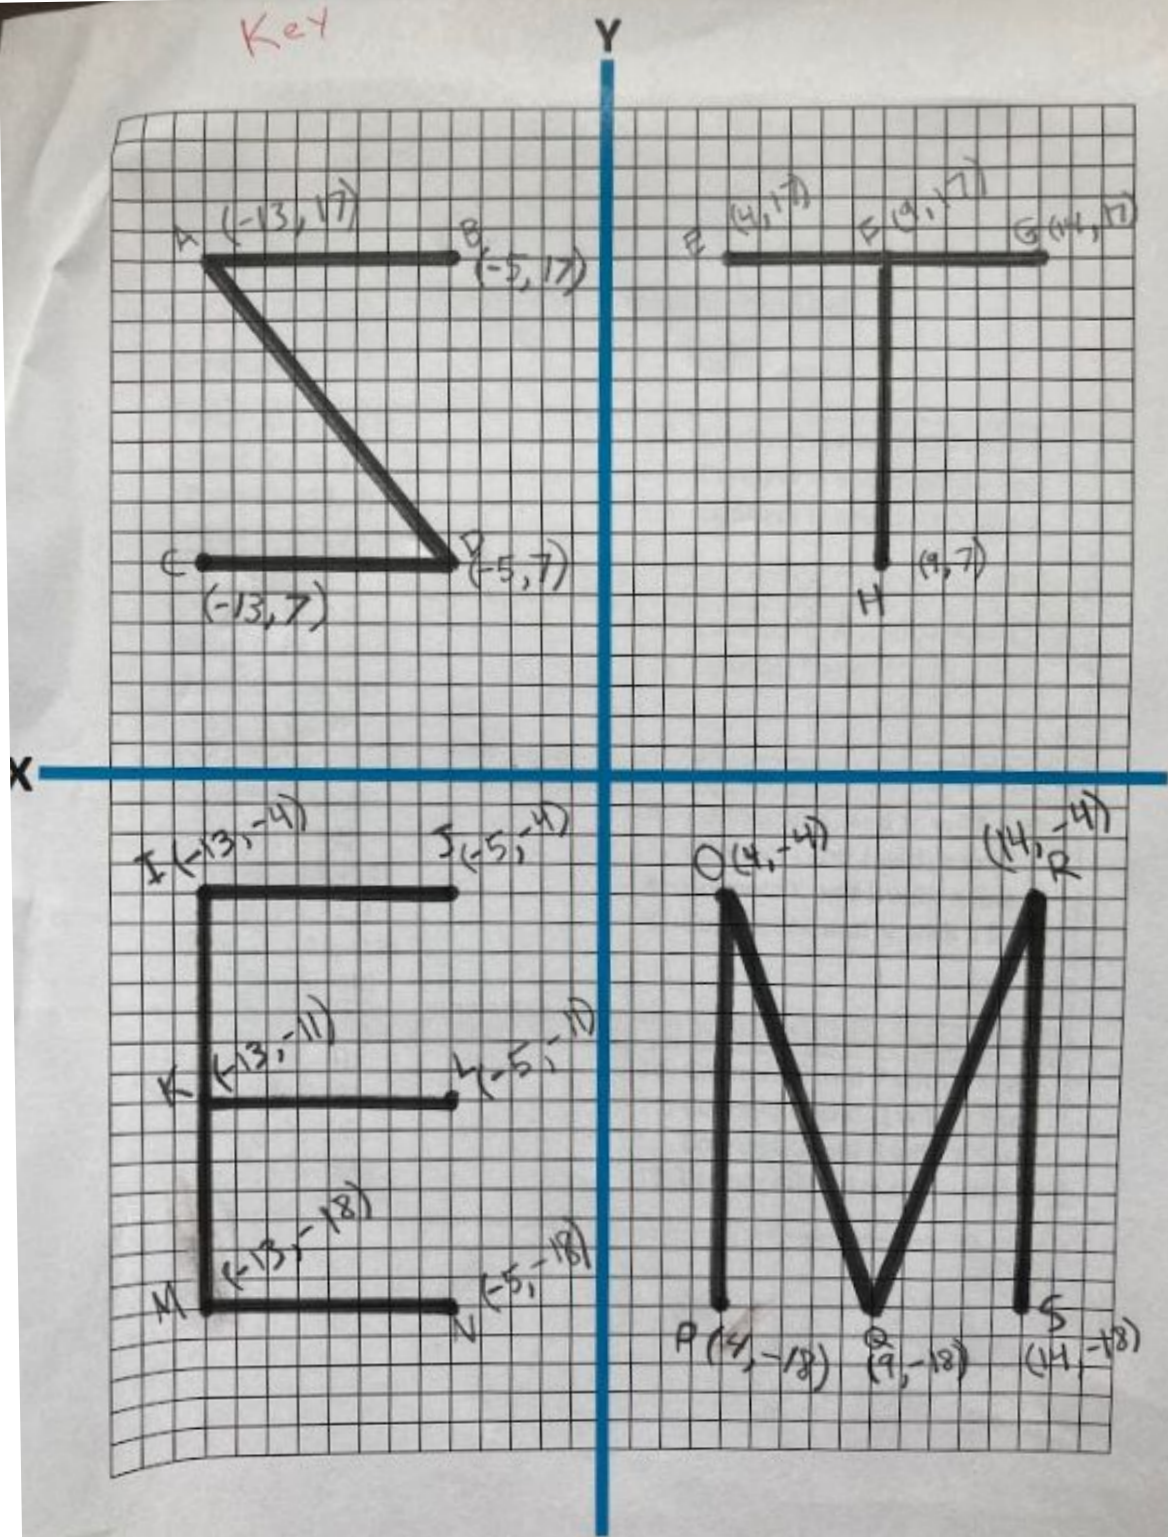 Key
Y
A (-13, 17)
B (-5, 17)
E (4, 17)
F (9, 17)
G (14, 17)
C (-13, 7)
D (-5, 7)
H (9, 7)
X
I (-13, -4)
J (-5, -4)
O (4, -4)
(14, -4) R
K (-13, -11)
L (-5, -11)
M (-13, -18)
N (-5, -18)
P (4, -18)
Q (9, -18)
S (14, -18)